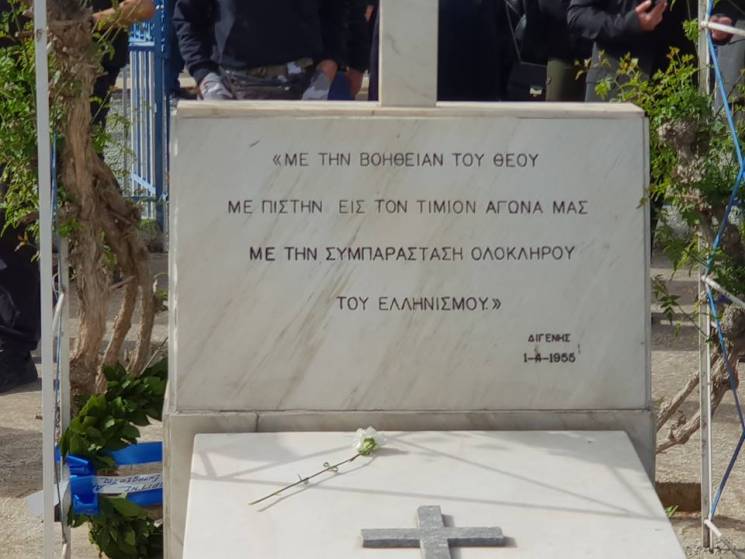 «ΜΕ ΤΗΝ ΒΟΗΘΕΙΑΝ ΤΟΥ ΘΕΟΥ
ΜΕ ΠΙΣΤΗΝ ΕΙΣ ΤΟΝ ΤΙΜΙΟΝ ΑΓΩΝΑ ΜΑΣ
ΜΕ ΤΗΝ ΣΥΜΠΑΡΑΣΤΑΣΗ ΟΛΟΚΛΗΡΟΥ
ΤΟΥ ΕΛΛΗΝΙΣΜΟΥ.»
ΔΙΓΕΝΗΣ
1-4-1955